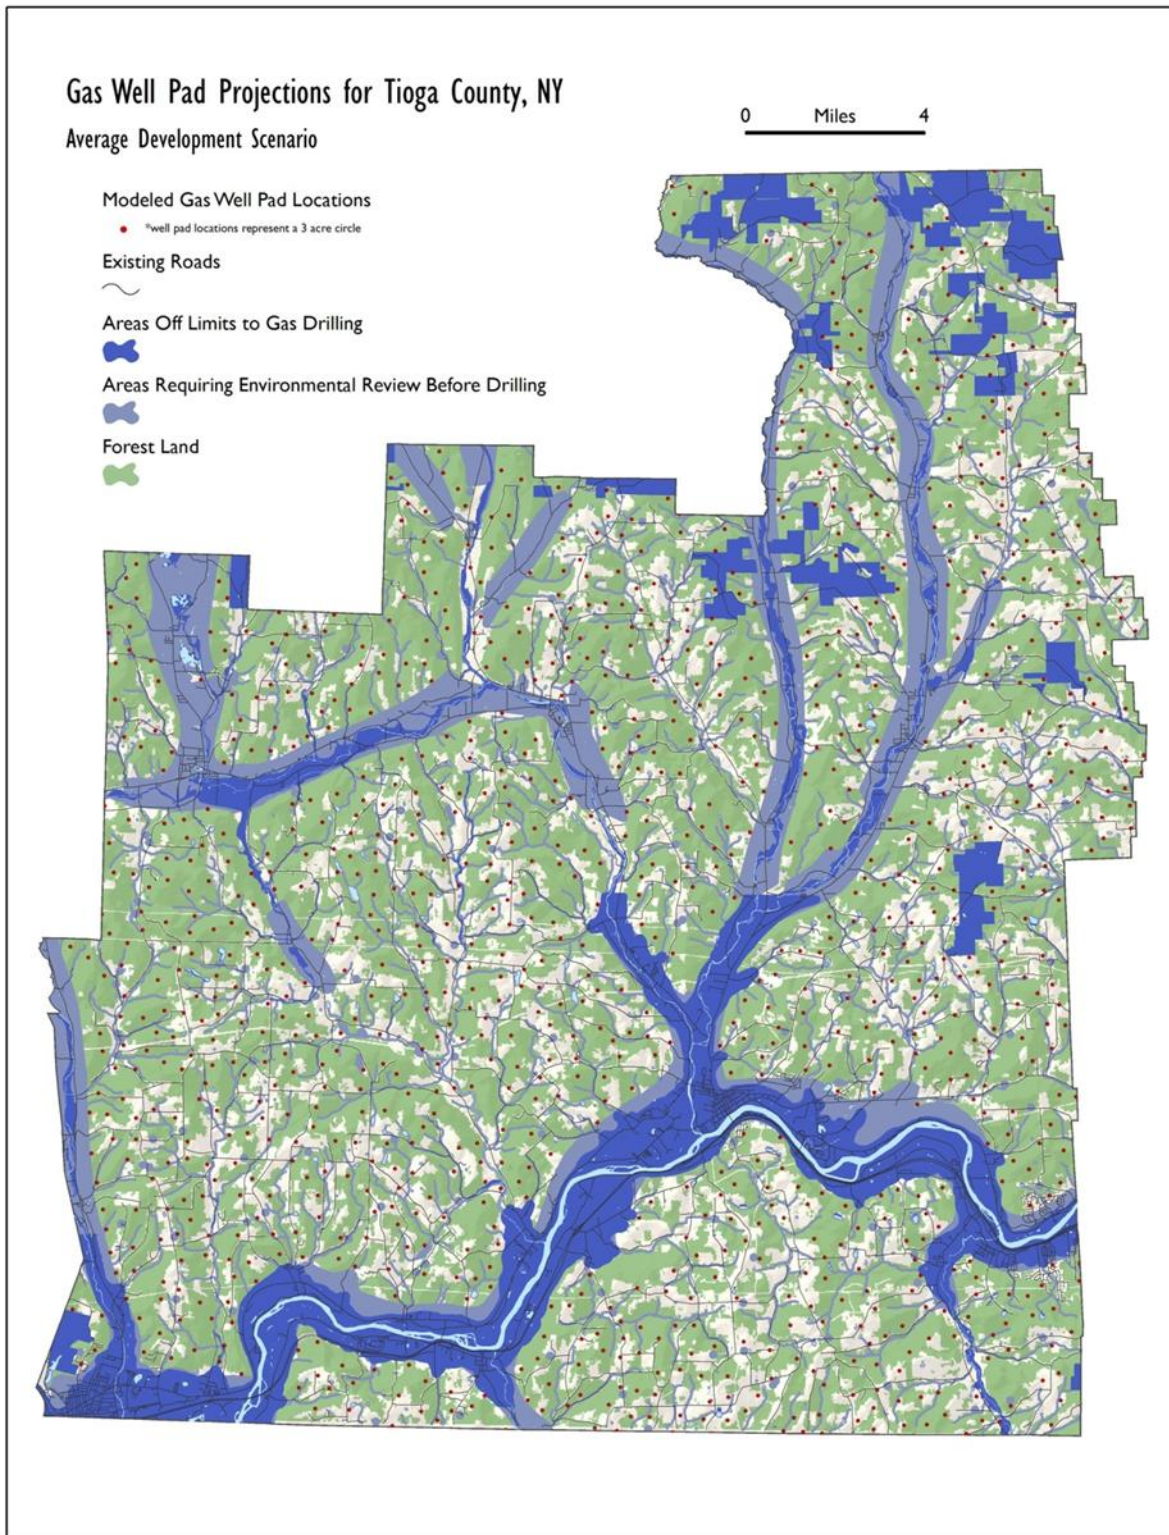 Gas Well Pad Projections for Tioga County, NY
Average Development Scenario
0 Miles 4
Modeled Gas Well Pad Locations
*well pad locations represent a 3 acre circle
Existing Roads
Areas Off Limits to Gas Drilling
Areas Requiring Environmental Review Before Drilling
Forest Land